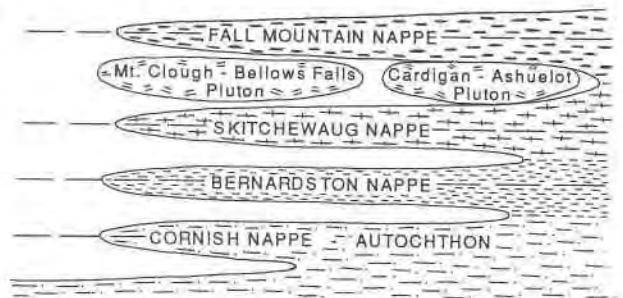 FALL MOUNTAIN NAPPE
Mt. Clough - Bellows Falls
Pluton
Cardigan - Ashuelot
Pluton
SKITCHEWAUG NAPPE
BERNARDSTON NAPPE
CORNISH NAPPE - AUTOCHTHON